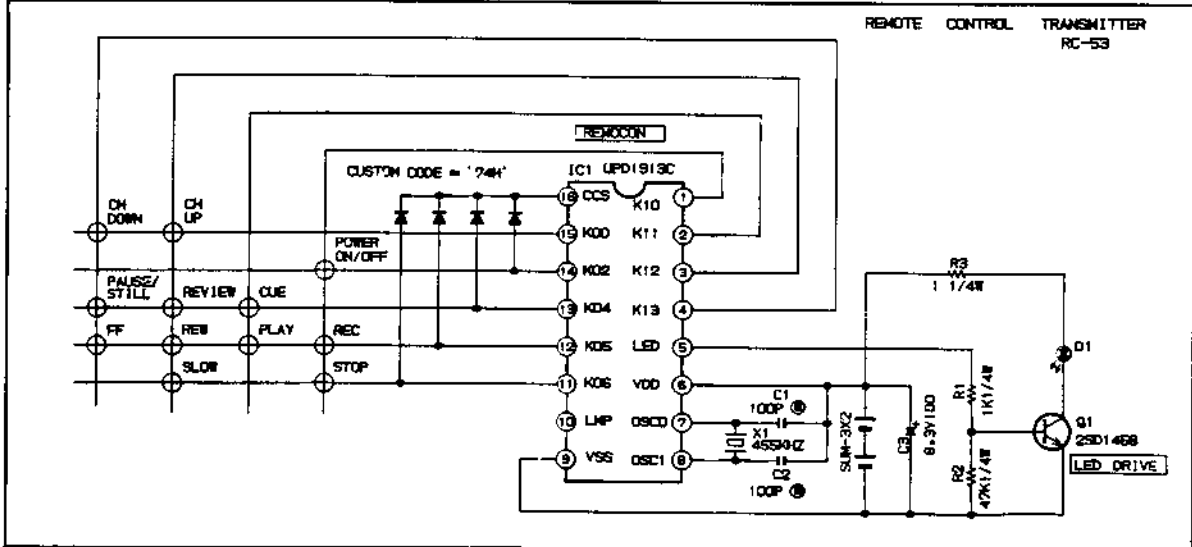 REMOTE CONTROL TRANSMITTER
RC-53
REMOCON
CUSTOM CODE = '74H'
IC1 UPD1913C
CH DOWN
CH UP
POWER ON/OFF
PAUSE/STILL
REVIEW
CUE
FF
REW
PLAY
REC
SLOW
STOP
16 CCS
15 KO0
14 KO2
13 KO4
12 KO5
11 KO6
10 LMP
9 VSS
K10 1
K11 2
K12 3
K13 4
LED 5
VDD 6
OSCO 7
OSC1 8
C1
100P
X1
455KHZ
C2
100P
SUM-3X2
C3
6.3V100
R3
1 1/4W
D1
R1
1K1/4W
R2
47K1/4W
Q1
2SD1468
LED DRIVE